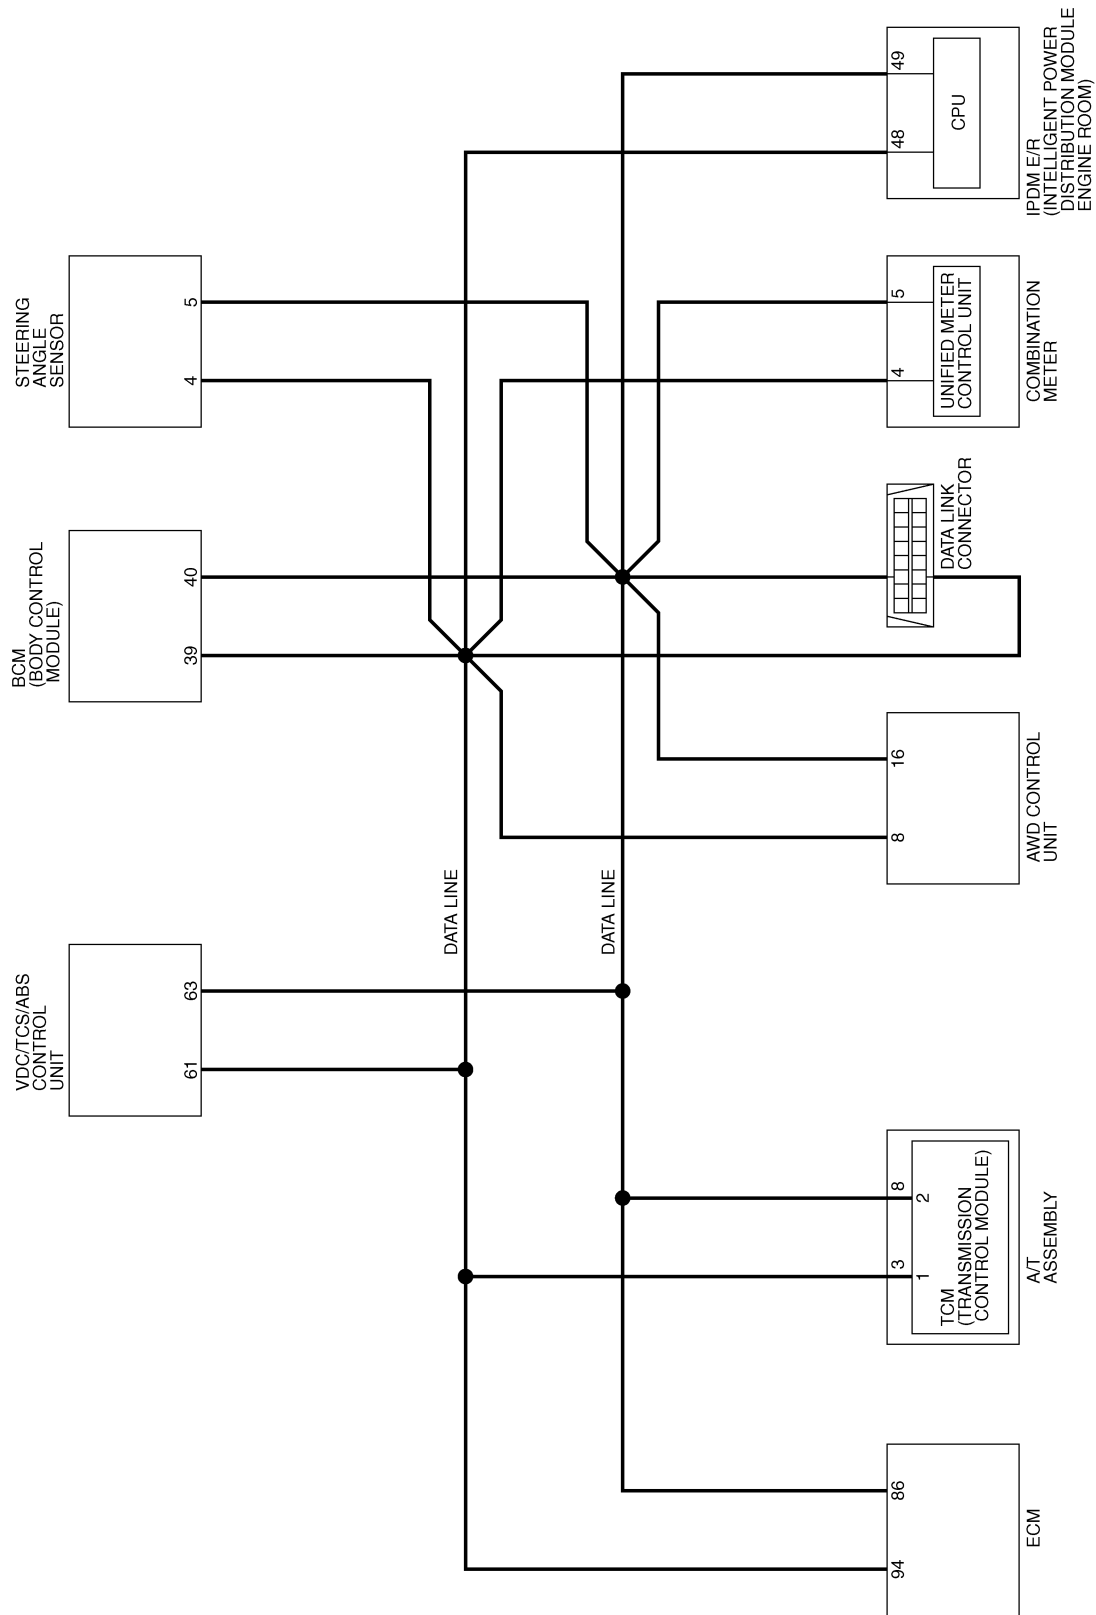 STEERING
ANGLE
SENSOR
5
4
BCM
(BODY CONTROL
MODULE)
40
39
VDC/TCS/ABS
CONTROL
UNIT
63
61
DATA LINE
DATA LINE
49
48
CPU
IPDM E/R
(INTELLIGENT POWER
DISTRIBUTION MODULE
ENGINE ROOM)
5
4
UNIFIED METER
CONTROL UNIT
COMBINATION
METER
DATA LINK
CONNECTOR
16
8
AWD CONTROL
UNIT
8
2
3
1
TCM
(TRANSMISSION
CONTROL MODULE)
A/T
ASSEMBLY
86
94
ECM